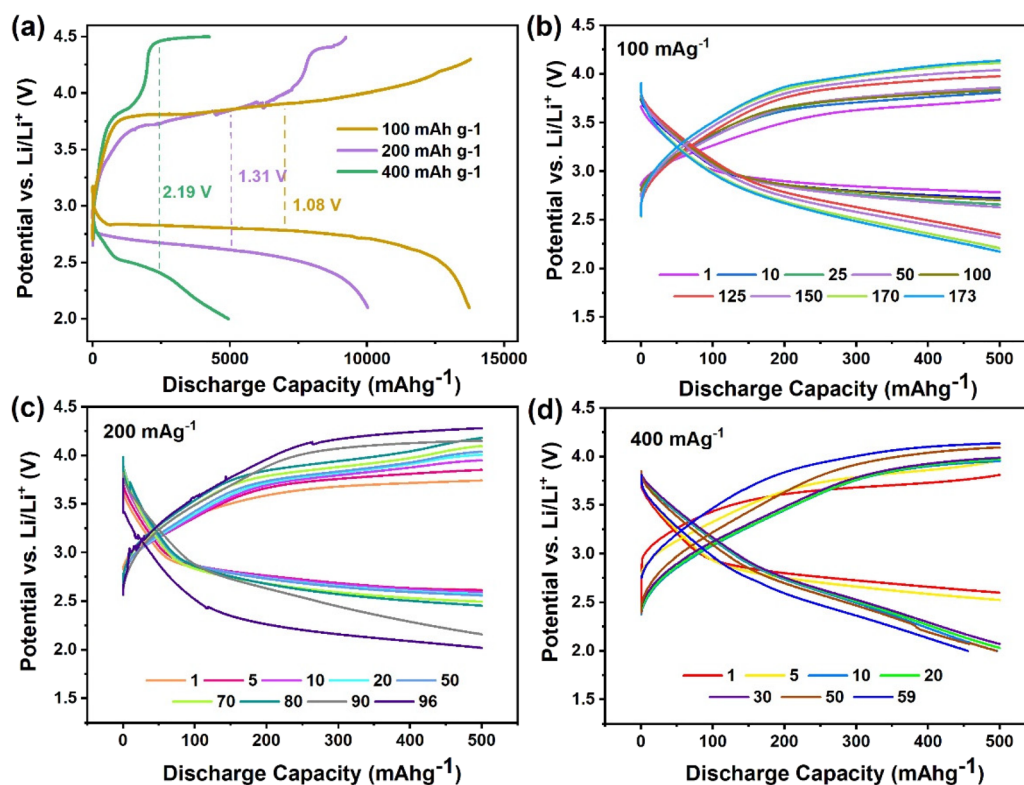 (a)
4.5
4.0
3.5
3.0
2.5
2.0
Potential vs. Li/Li+ (V)
100 mAh g-1
200 mAh g-1
400 mAh g-1
2.19 V
1.31 V
1.08 V
0 5000 10000 15000
Discharge Capacity (mAhg-1)
(b)
100 mAg-1
4.5
4.0
3.5
3.0
2.5
2.0
1.5
Potential vs. Li/Li+ (V)
1 10 25 50 100
125 150 170 173
0 100 200 300 400 500
Discharge Capacity (mAhg-1)
(c)
200 mAg-1
4.5
4.0
3.5
3.0
2.5
2.0
1.5
Potential vs. Li/Li+ (V)
1 5 10 20 50
70 80 90 96
0 100 200 300 400 500
Discharge Capacity (mAhg-1)
(d)
400 mAg-1
4.5
4.0
3.5
3.0
2.5
2.0
1.5
Potential vs. Li/Li+ (V)
1 5 10 20
30 50 59
0 100 200 300 400 500
Discharge Capacity (mAhg-1)